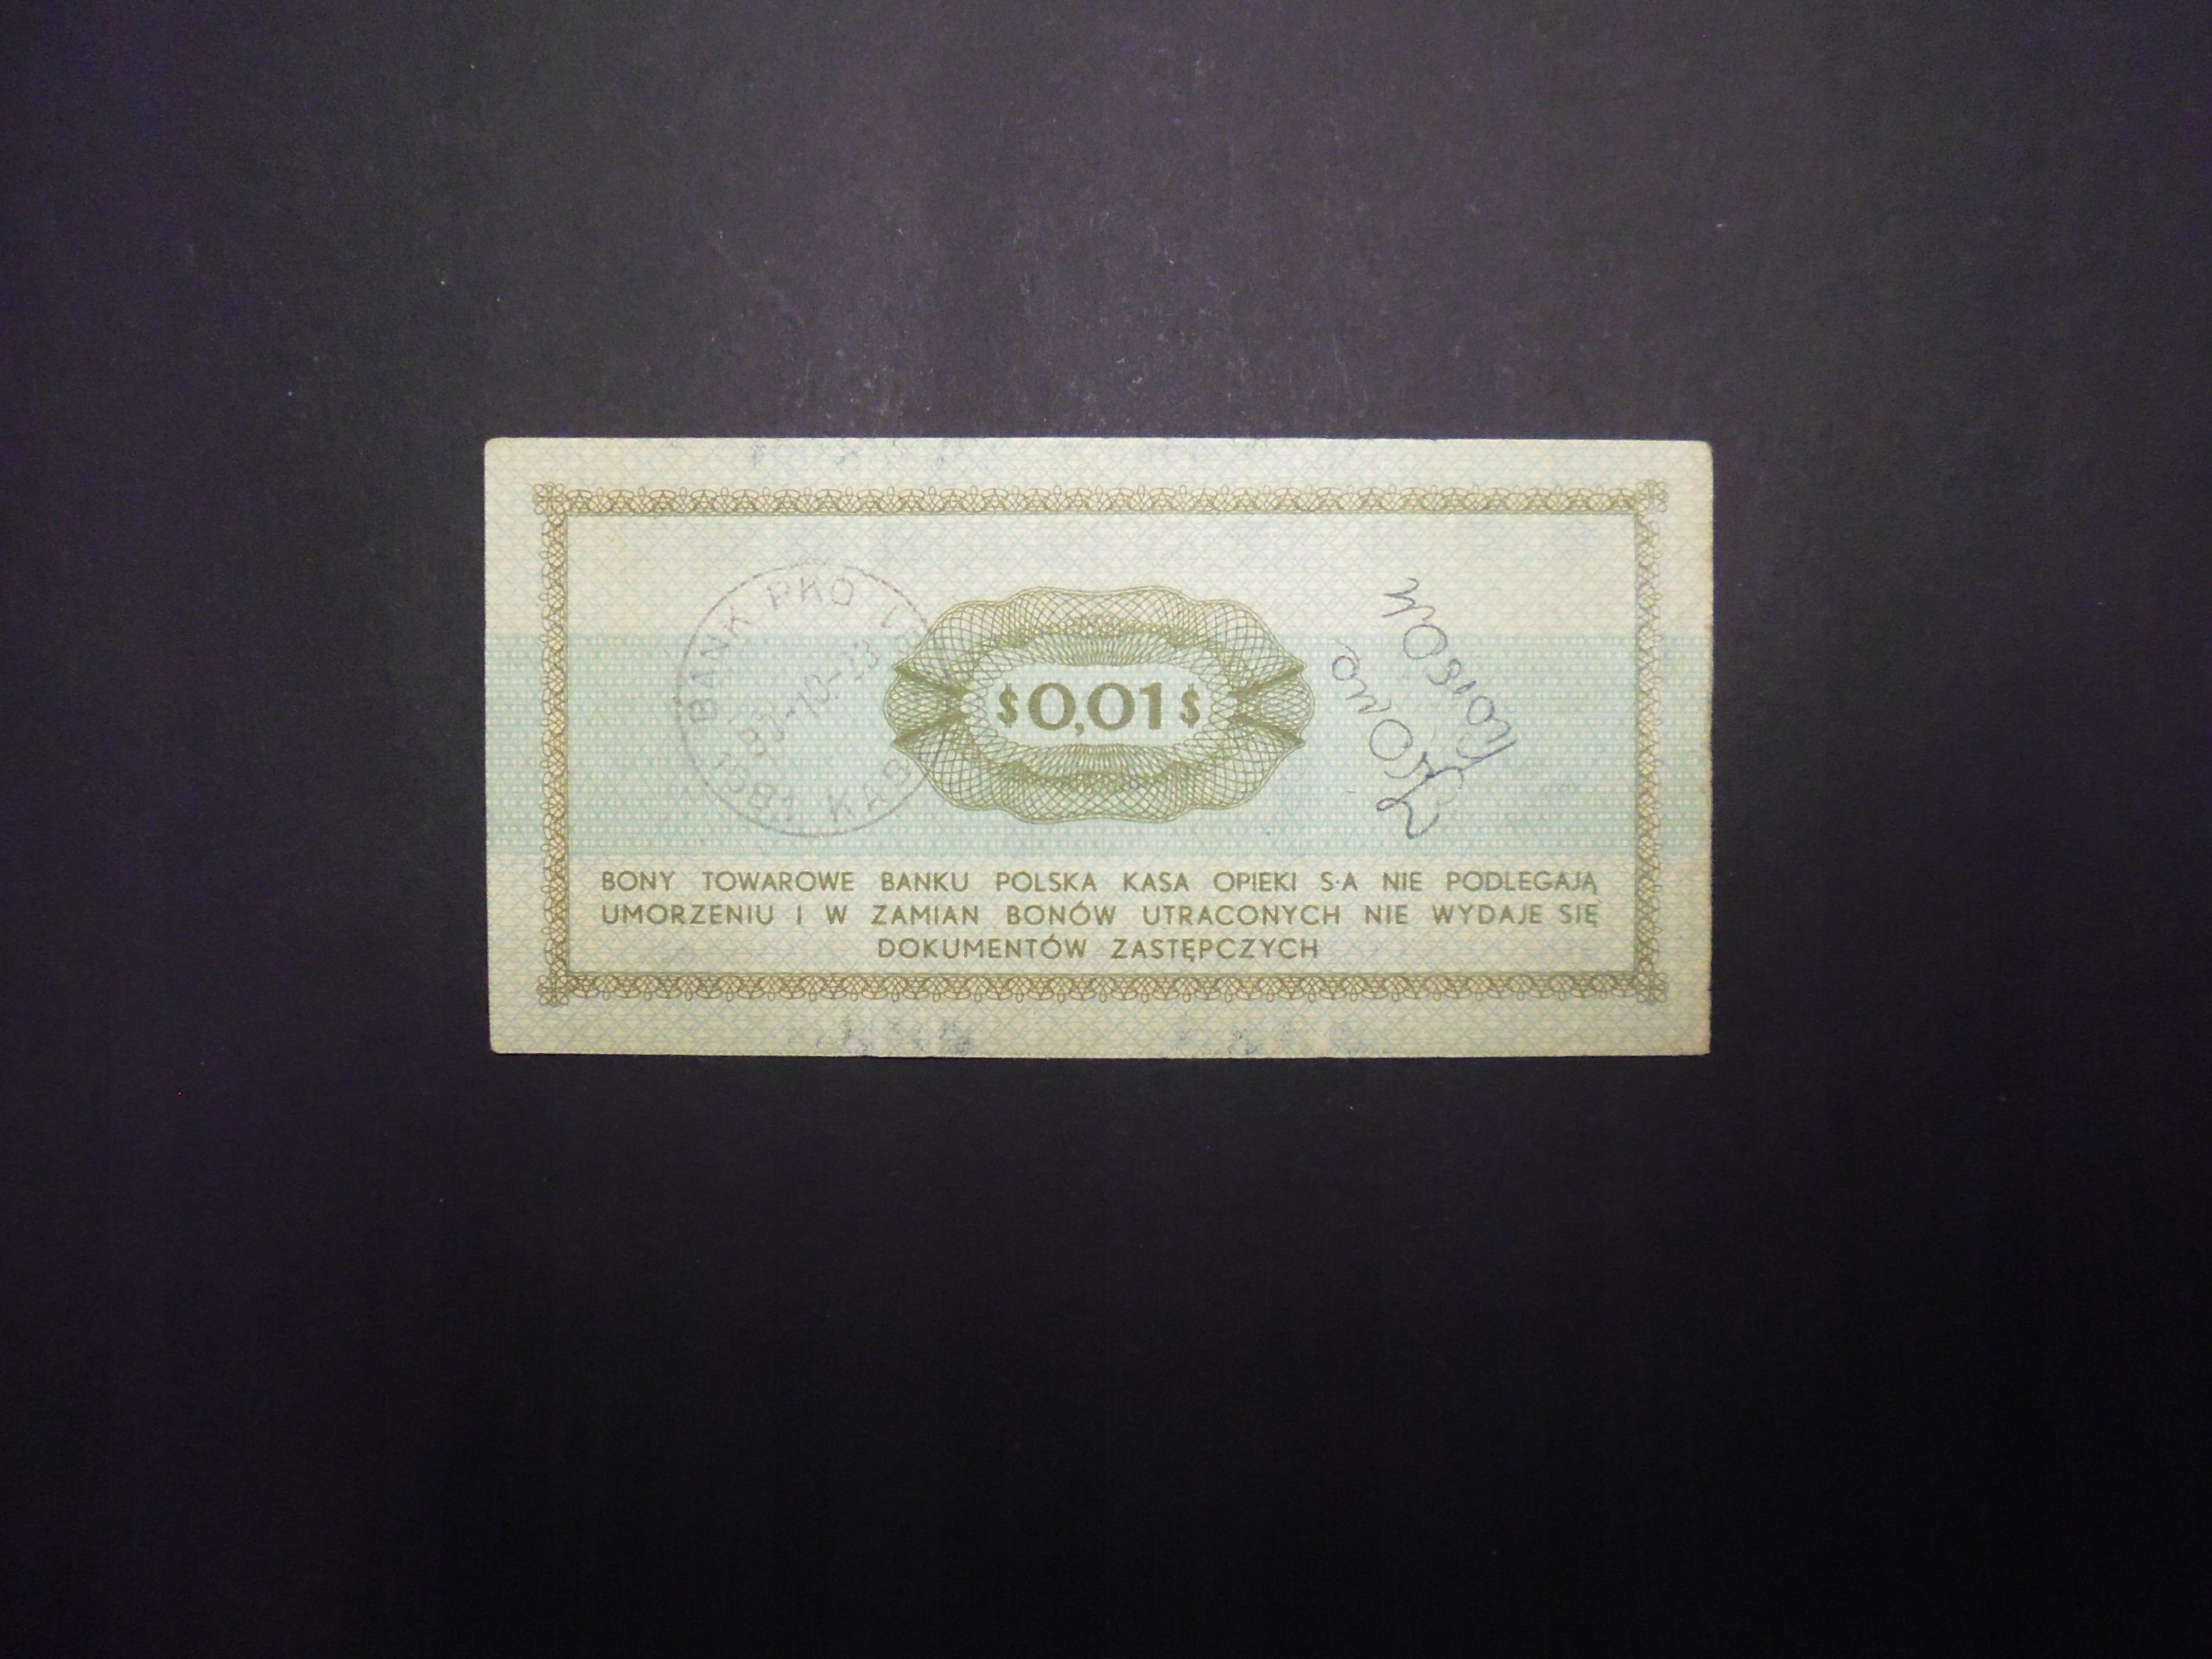 BANK PKO
$0,01$
BONY TOWAROWE BANKU POLSKA KASA OPIEKI S·A NIE PODLEGAJĄ
UMORZENIU I W ZAMIAN BONÓW UTRACONYCH NIE WYDAJE SIĘ
DOKUMENTÓW ZASTĘPCZYCH